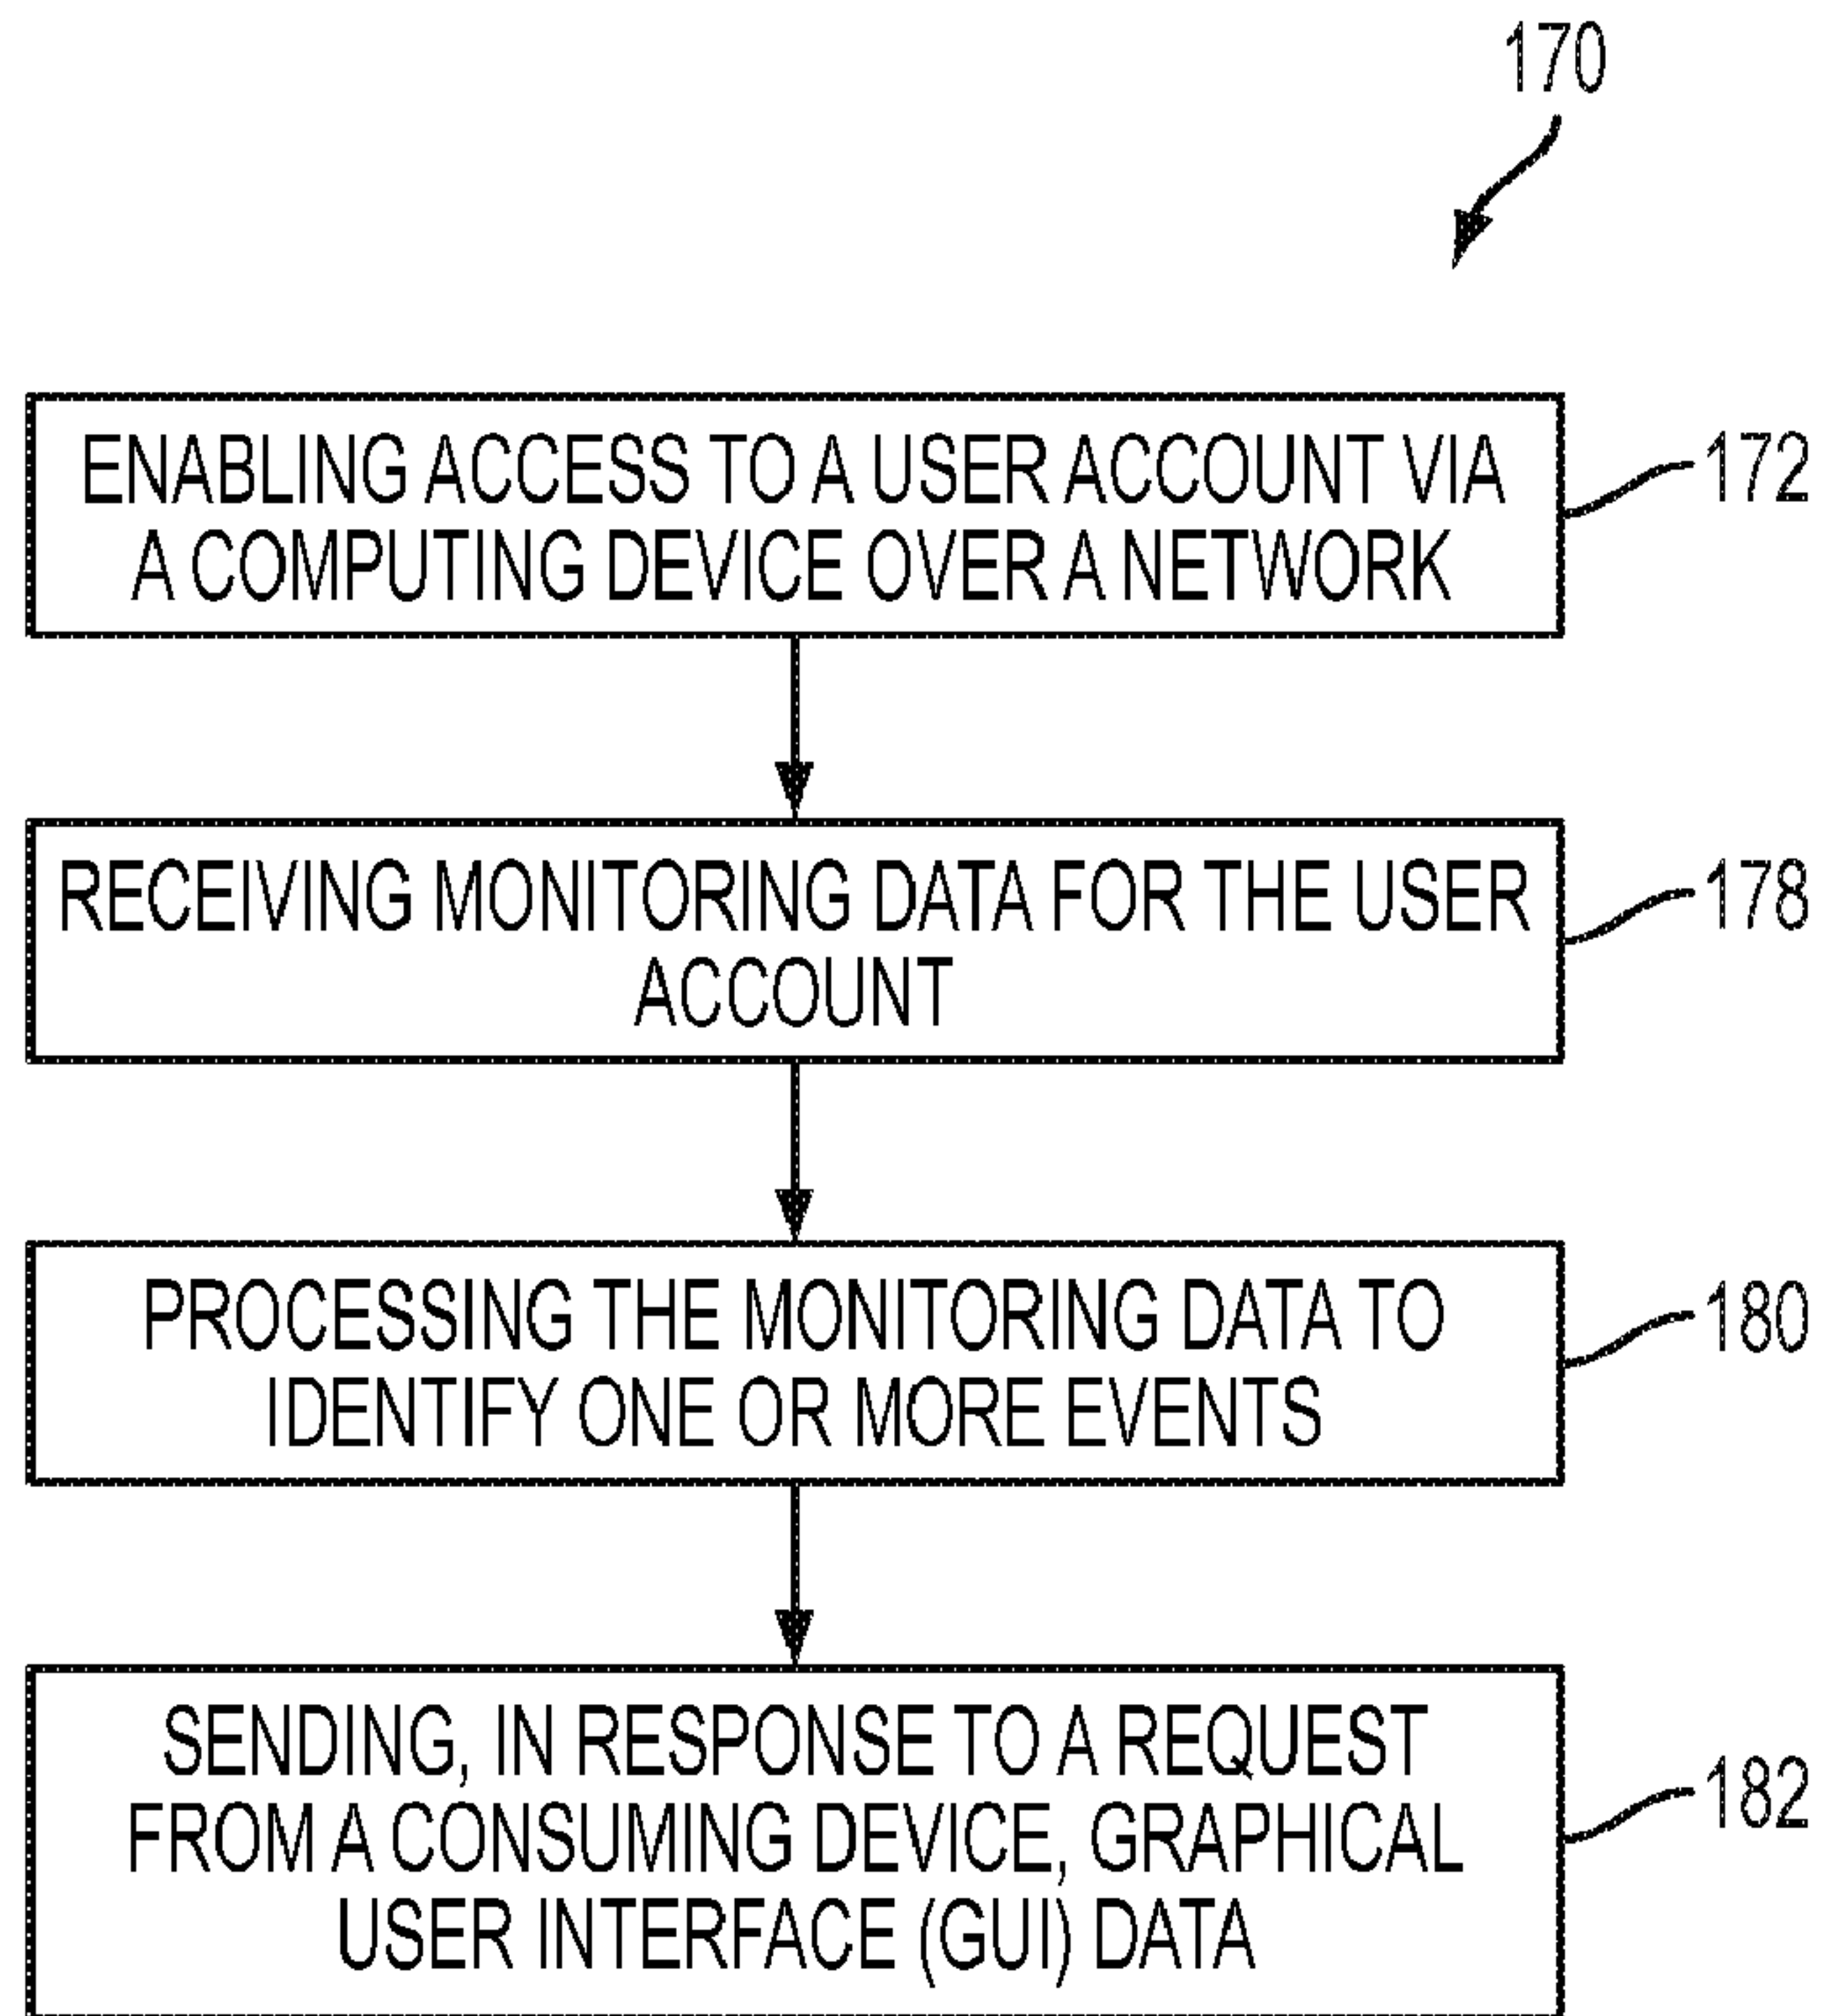 170
ENABLING ACCESS TO A USER ACCOUNT VIA
A COMPUTING DEVICE OVER A NETWORK
172
RECEIVING MONITORING DATA FOR THE USER
ACCOUNT
178
PROCESSING THE MONITORING DATA TO
IDENTIFY ONE OR MORE EVENTS
180
SENDING, IN RESPONSE TO A REQUEST
FROM A CONSUMING DEVICE, GRAPHICAL
USER INTERFACE (GUI) DATA
182